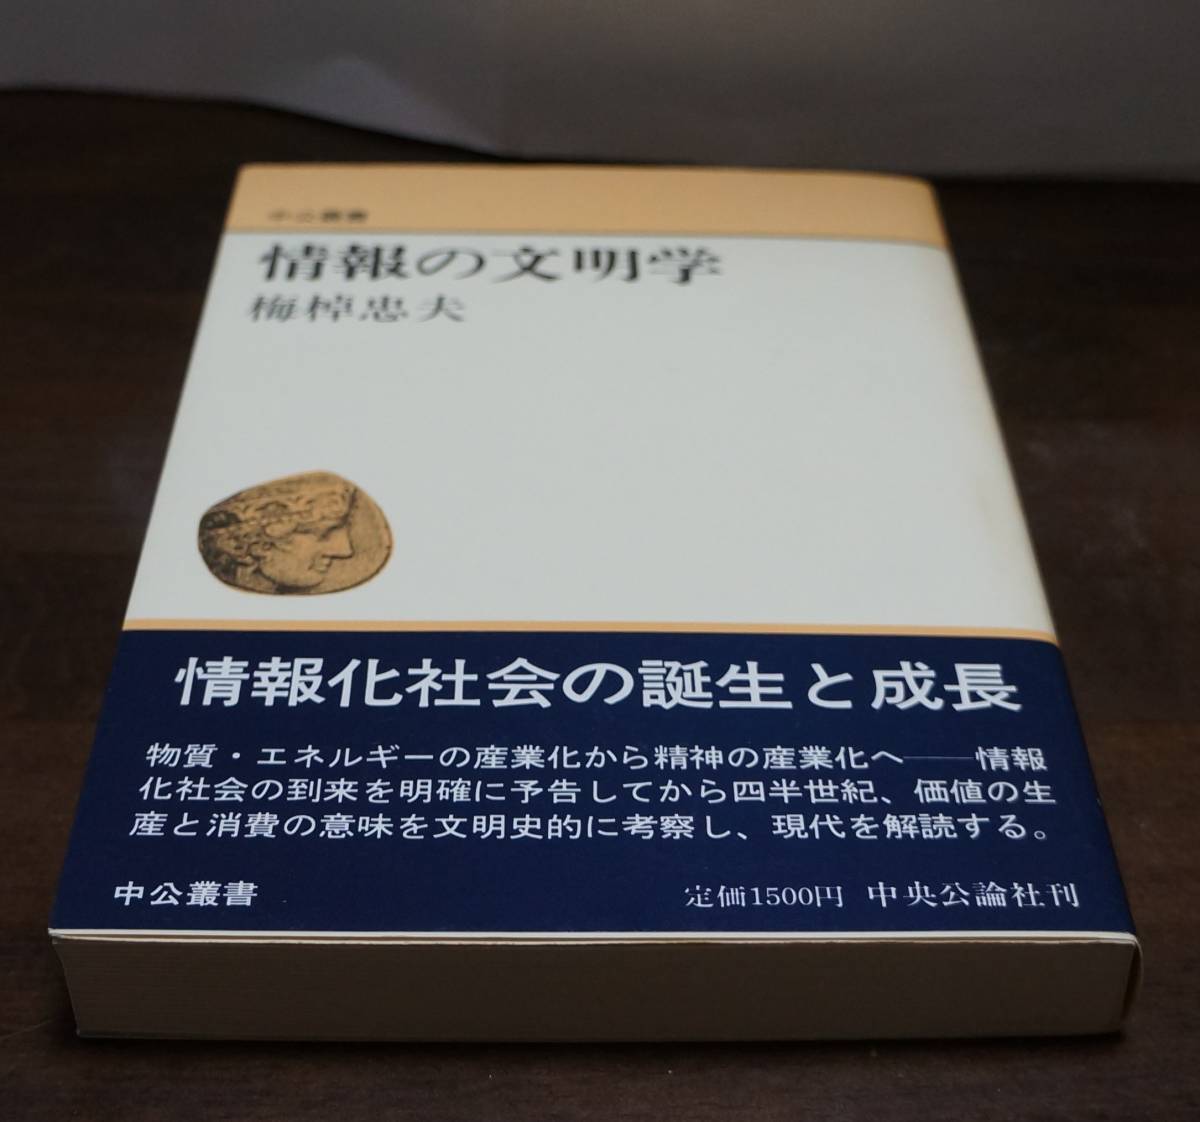 中公叢書
情報の文明学
梅棹忠夫
情報化社会の誕生と成長
物質・エネルギーの産業化から精神の産業化へ──情報
化社会の到来を明確に予告してから四半世紀、価値の生
産と消費の意味を文明史的に考察し、現代を解読する。
中公叢書
定価1500円 中央公論社刊